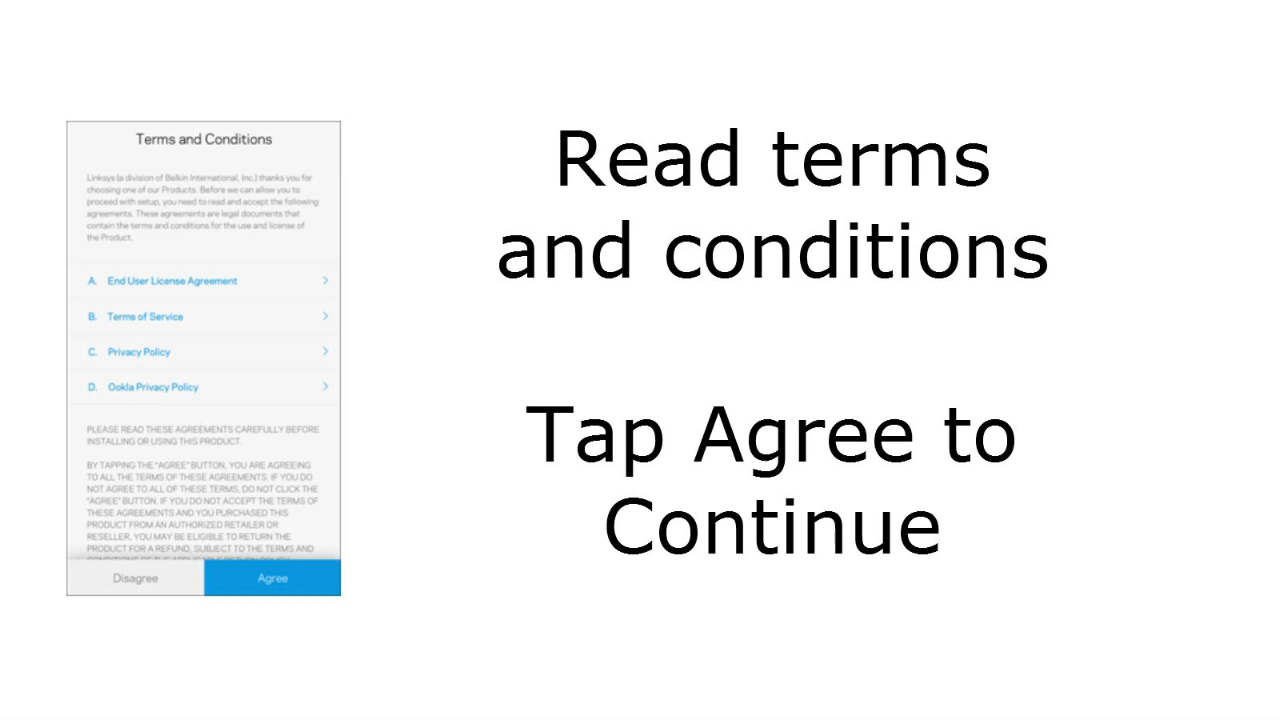 Terms and Conditions
Linksys (a division of Belkin International, Inc.) thanks you for
choosing one of our Products. Before we can allow you to
proceed with setup, you need to read and accept the following
agreements. These agreements are legal documents that
contain the terms and conditions for the use and license of
the Product.
A. End User License Agreement
B. Terms of Service
C. Privacy Policy
D. Ookla Privacy Policy
PLEASE READ THESE AGREEMENTS CAREFULLY BEFORE
INSTALLING OR USING THIS PRODUCT.
BY TAPPING THE "AGREE" BUTTON, YOU ARE AGREEING
TO ALL THE TERMS OF THESE AGREEMENTS. IF YOU DO
NOT AGREE TO ALL OF THESE TERMS, DO NOT CLICK THE
"AGREE" BUTTON. IF YOU DO NOT ACCEPT THE TERMS OF
THESE AGREEMENTS AND YOU PURCHASED THIS
PRODUCT FROM AN AUTHORIZED RETAILER OR
RESELLER, YOU MAY BE ELIGIBLE TO RETURN THE
PRODUCT FOR A REFUND, SUBJECT TO THE TERMS AND
Disagree
Agree
Read terms
and conditions
Tap Agree to
Continue